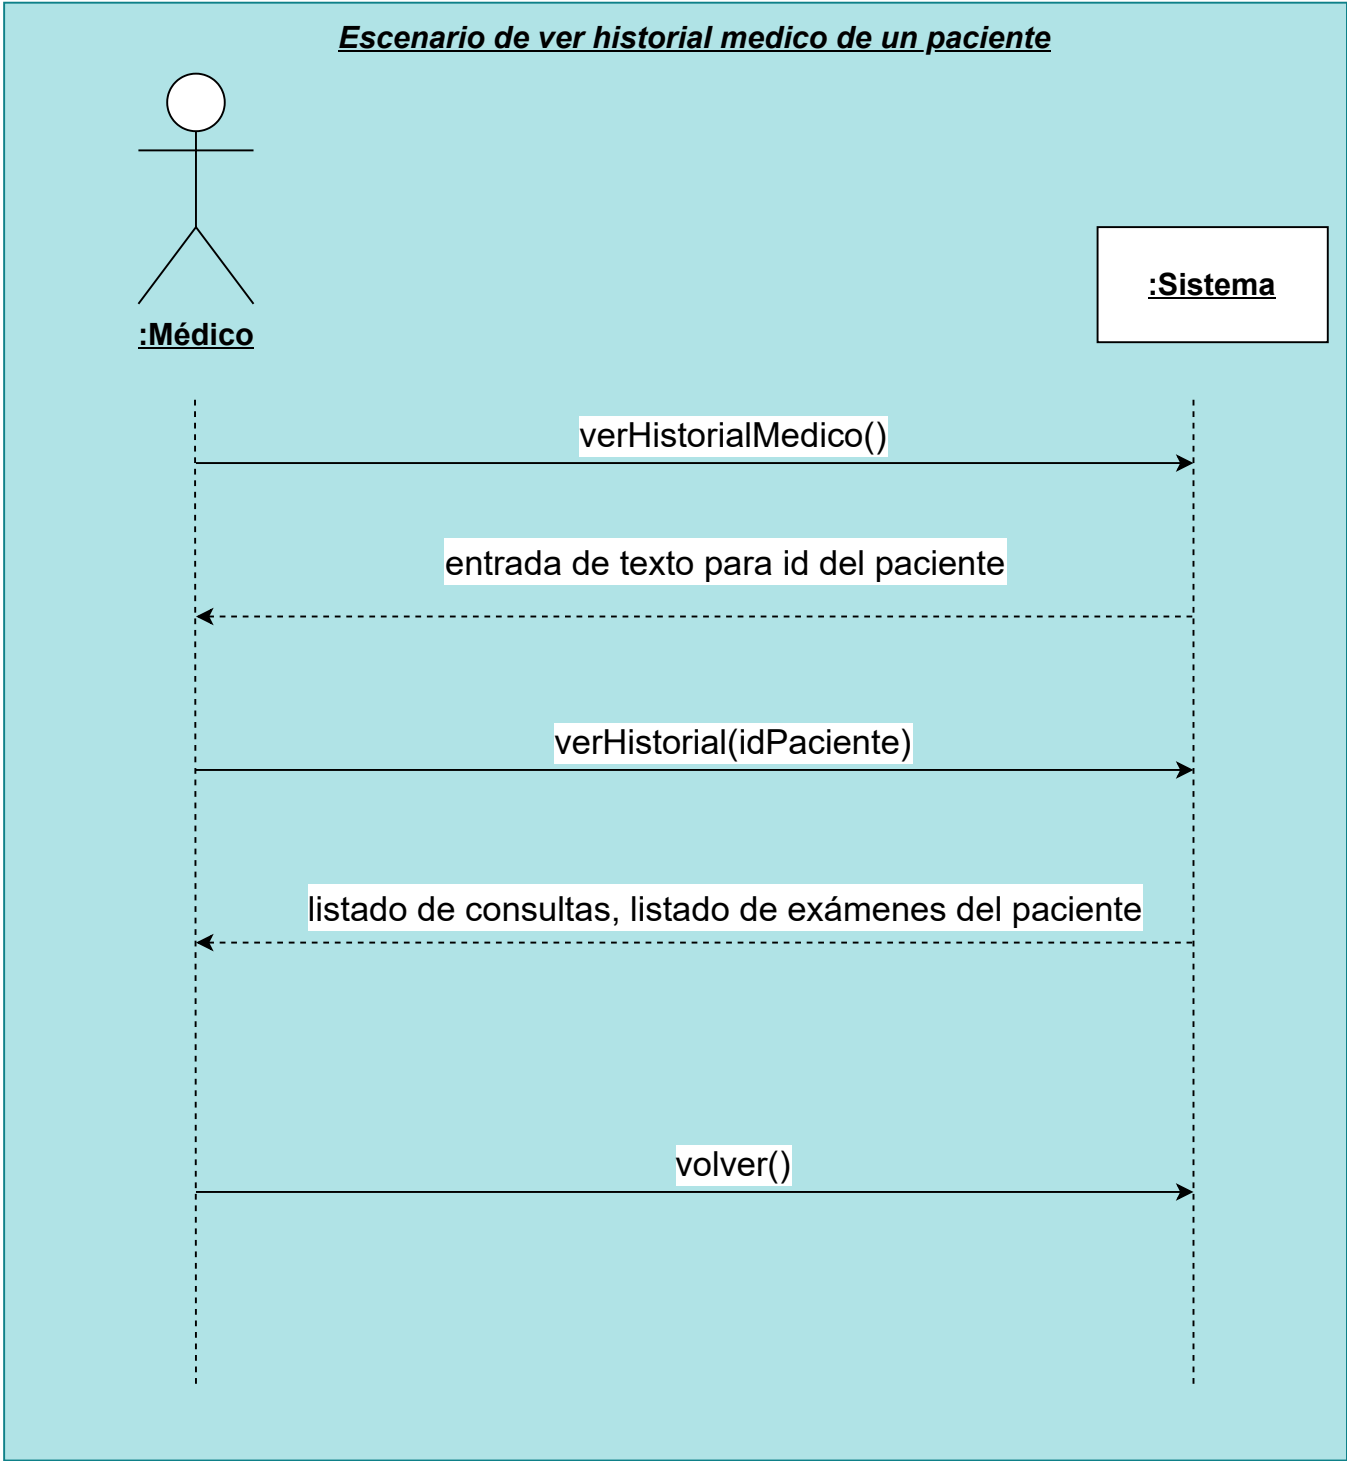 Escenario de ver historial medico de un paciente
:Sistema
:Médico
verHistorialMedico()
entrada de texto para id del paciente
verHistorial(idPaciente)
listado de consultas, listado de exámenes del paciente
volver()